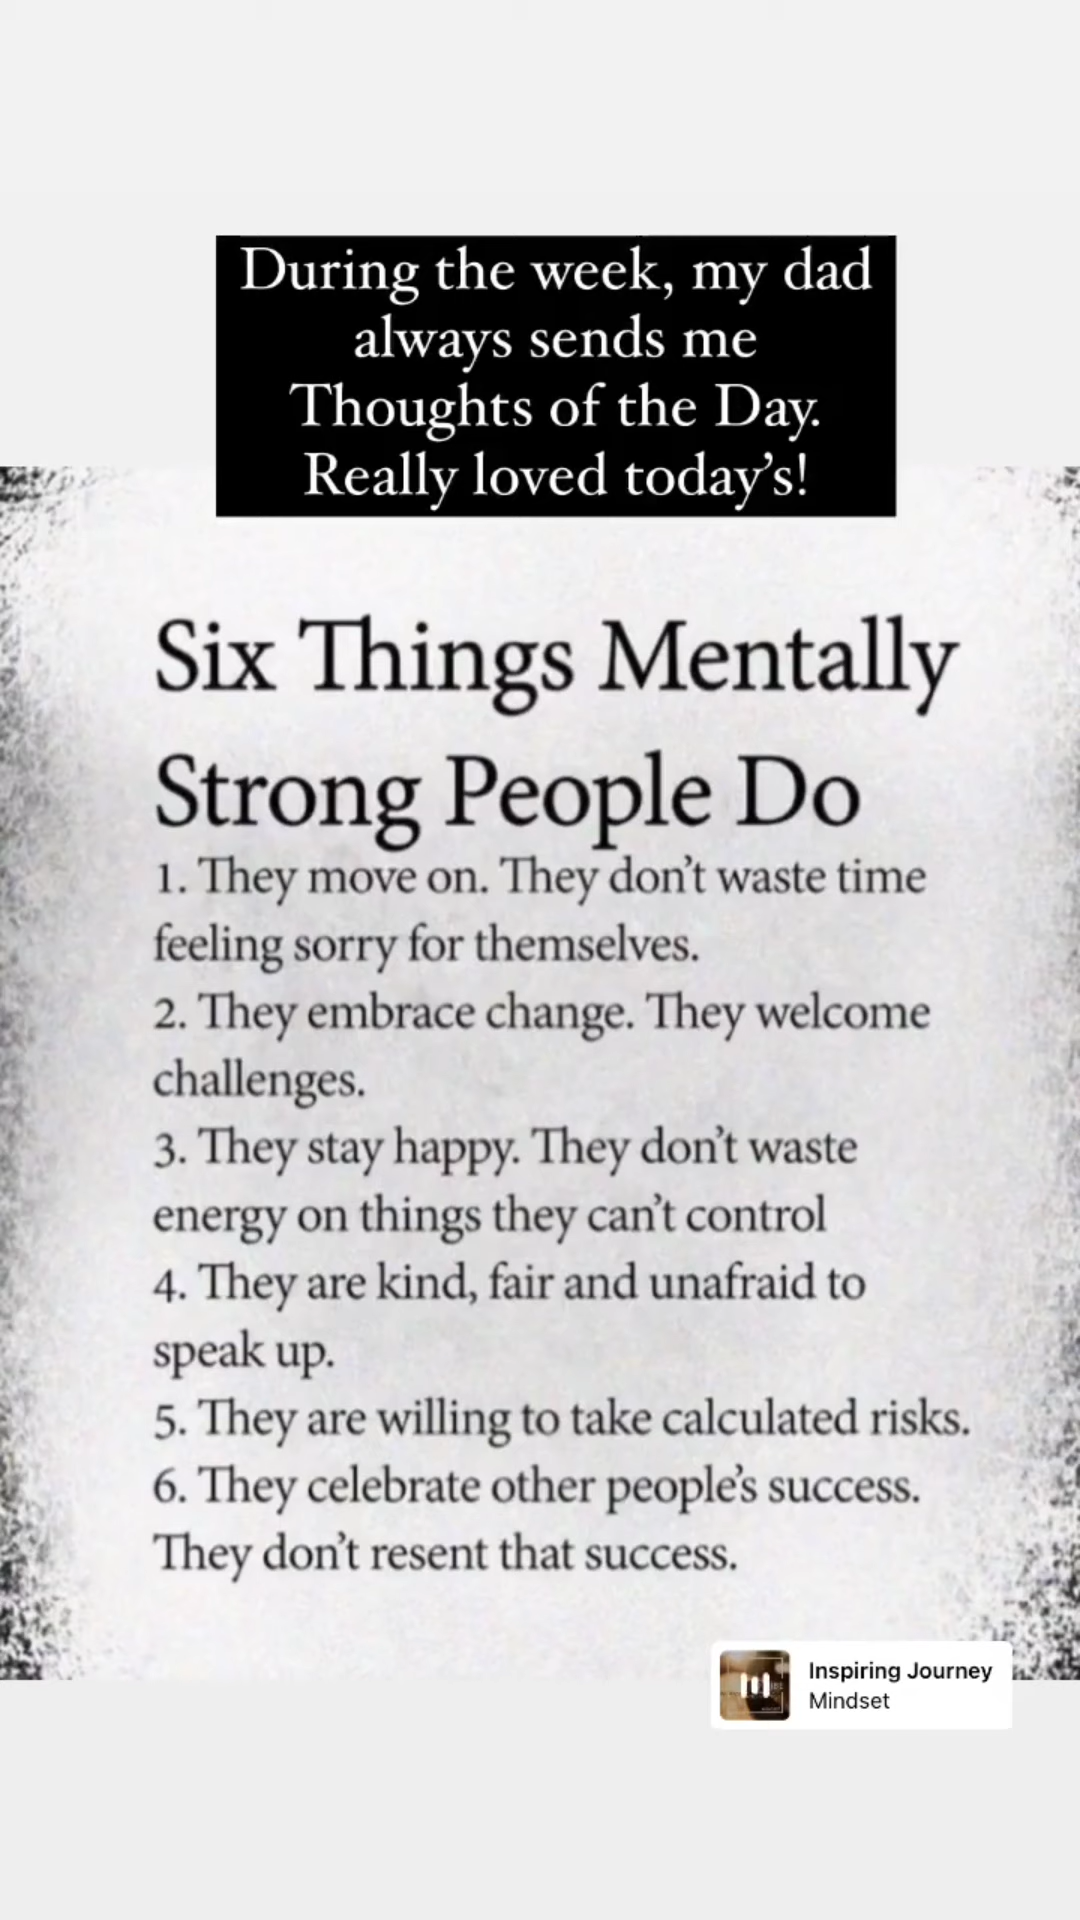 During the week, my dad
always sends me
Thoughts of the Day.
Really loved today’s!
Six Things Mentally
Strong People Do
1. They move on. They don’t waste time
feeling sorry for themselves.
2. They embrace change. They welcome
challenges.
3. They stay happy. They don’t waste
energy on things they can’t control
4. They are kind, fair and unafraid to
speak up.
5. They are willing to take calculated risks.
6. They celebrate other people’s success.
They don’t resent that success.
Inspiring Journey
Mindset